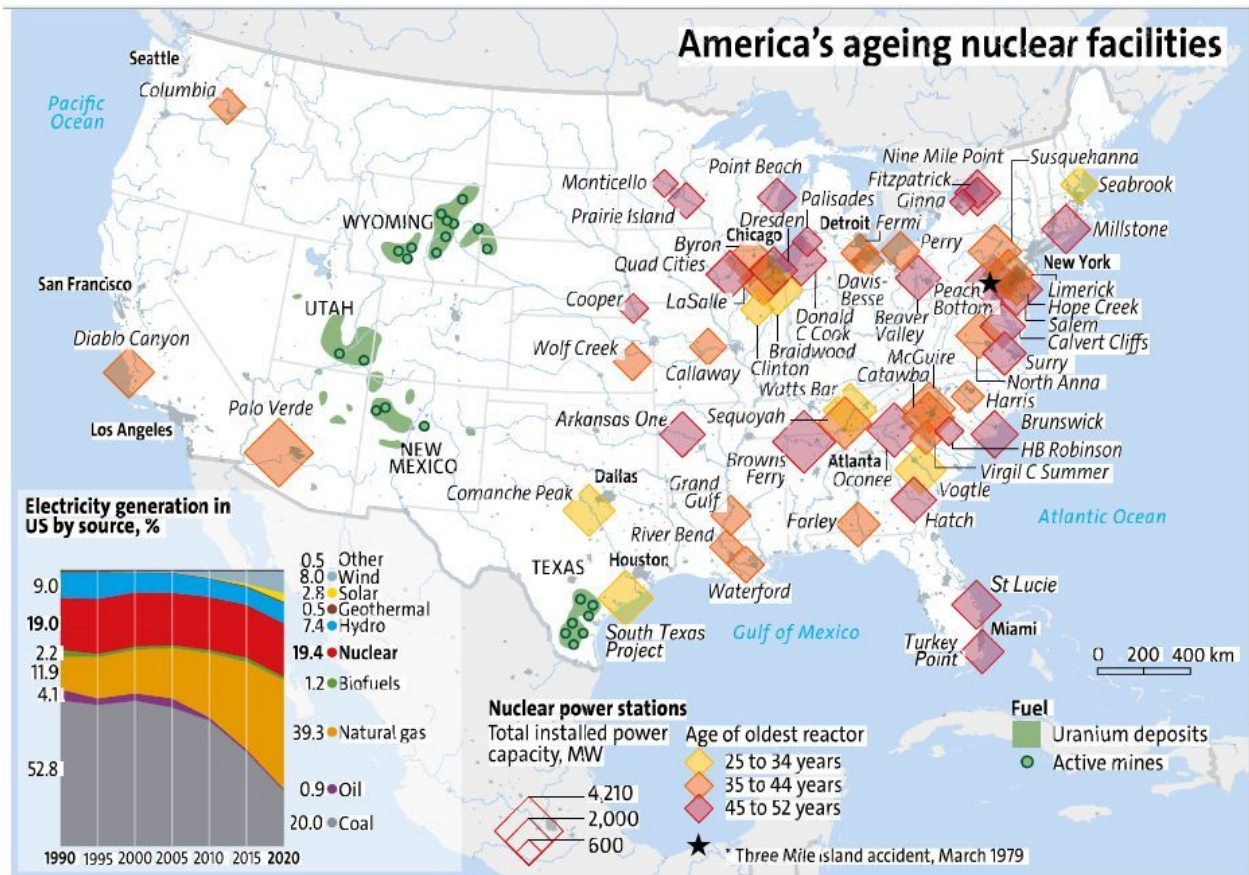 America's ageing nuclear facilities
Seattle
Columbia
Pacific
Ocean
Nine Mile Point
Susquehanna
Point Beach
Fitzpatrick
Seabrook
Monticello
Palisades
Ginna
Dresden
Prairie Island
WYOMING
Detroit
Fermi
Chicago
Byron
Perry
Millstone
Quad Cities
New York
San Francisco
Davis-
Besse
Peach
Bottom
Limerick
UTAH
Cooper
LaSalle
Hope Creek
Donald
C Cook
Beaver
Valley
Salem
Diablo Canyon
Braidwood
Calvert Cliffs
Wolf Creek
Clinton
McGuire
Surry
Callaway
Wutts Bar
Catawba
North Anna
Palo Verde
Harris
Arkansas One
Sequoyah
Brunswick
Los Angeles
NEW
MEXICO
HB Robinson
Browns
Ferry
Atlanta
Oconee
Virgil C Summer
Dallas
Comanche Peak
Grand
Gulf
Vogtle
Farley
Hatch
Atlantic Ocean
River Bend
Houston
TEXAS
Waterford
St Lucie
South Texas
Project
Gulf of Mexico
Miami
Turkey
Point
0 200 400 km
Electricity generation in
US by source, %
0.5 Other
8.0 Wind
9.0
2.8 Solar
0.5 Geothermal
7.4 Hydro
19.0
19.4 Nuclear
2.2
1.2 Biofuels
11.9
4.1
39.3 Natural gas
52.8
0.9 Oil
20.0 Coal
1990 1995 2000 2005 2010 2015 2020
Nuclear power stations
Total installed power
capacity, MW
4,210
2,000
600
Age of oldest reactor
25 to 34 years
35 to 44 years
45 to 52 years
* Three Mile Island accident, March 1979
Fuel
Uranium deposits
Active mines